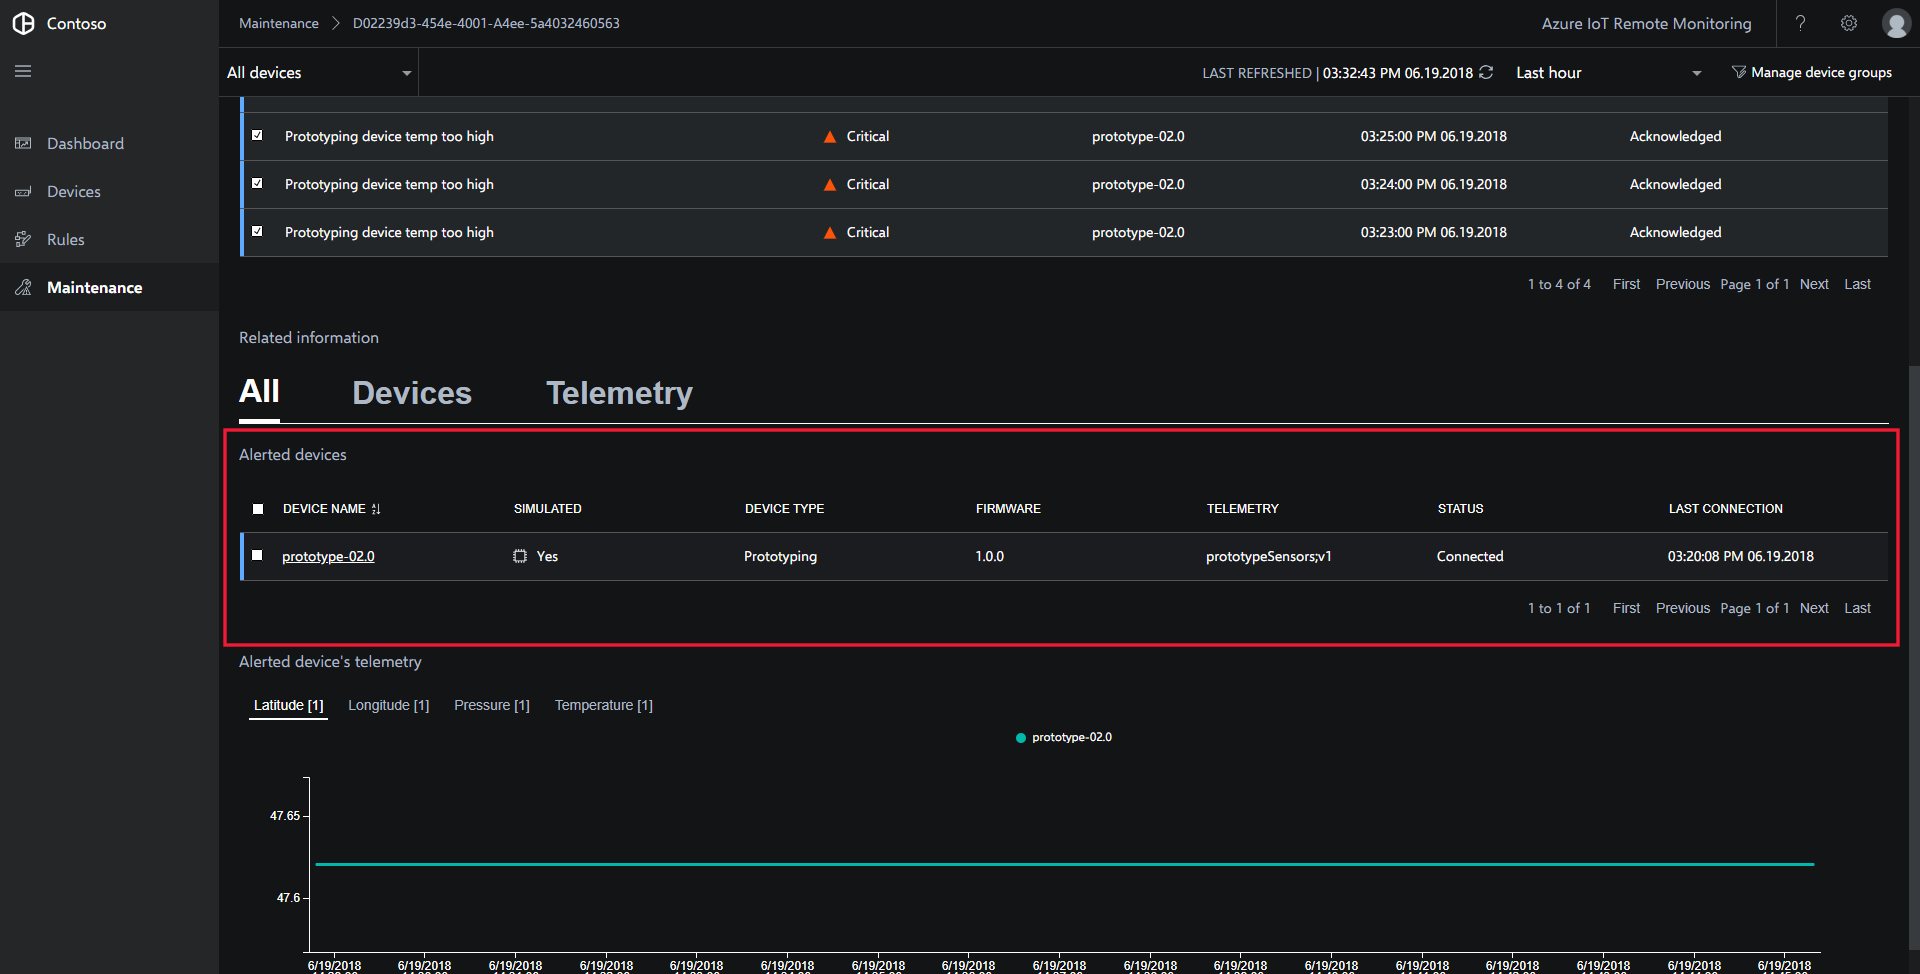 Contoso
Maintenance D02239d3-454e-4001-A4ee-5a4032460563
Azure IoT Remote Monitoring ?
All devices
LAST REFRESHED | 03:32:43 PM 06.19.2018 Last hour Manage device groups
Dashboard
Devices
Rules
Maintenance
Prototyping device temp too high Critical prototype-02.0 03:25:00 PM 06.19.2018 Acknowledged
Prototyping device temp too high Critical prototype-02.0 03:24:00 PM 06.19.2018 Acknowledged
Prototyping device temp too high Critical prototype-02.0 03:23:00 PM 06.19.2018 Acknowledged
1 to 4 of 4 First Previous Page 1 of 1 Next Last
Related information
All Devices Telemetry
Alerted devices
DEVICE NAME SIMULATED DEVICE TYPE FIRMWARE TELEMETRY STATUS LAST CONNECTION
prototype-02.0 Yes Prototyping 1.0.0 prototypeSensors;v1 Connected 03:20:08 PM 06.19.2018
1 to 1 of 1 First Previous Page 1 of 1 Next Last
Alerted device's telemetry
Latitude [1] Longitude [1] Pressure [1] Temperature [1]
prototype-02.0
47.65
47.6
6/19/2018 6/19/2018 6/19/2018 6/19/2018 6/19/2018 6/19/2018 6/19/2018 6/19/2018 6/19/2018 6/19/2018 6/19/2018 6/19/2018 6/19/2018 6/19/2018 6/19/2018 6/19/2018 6/19/2018